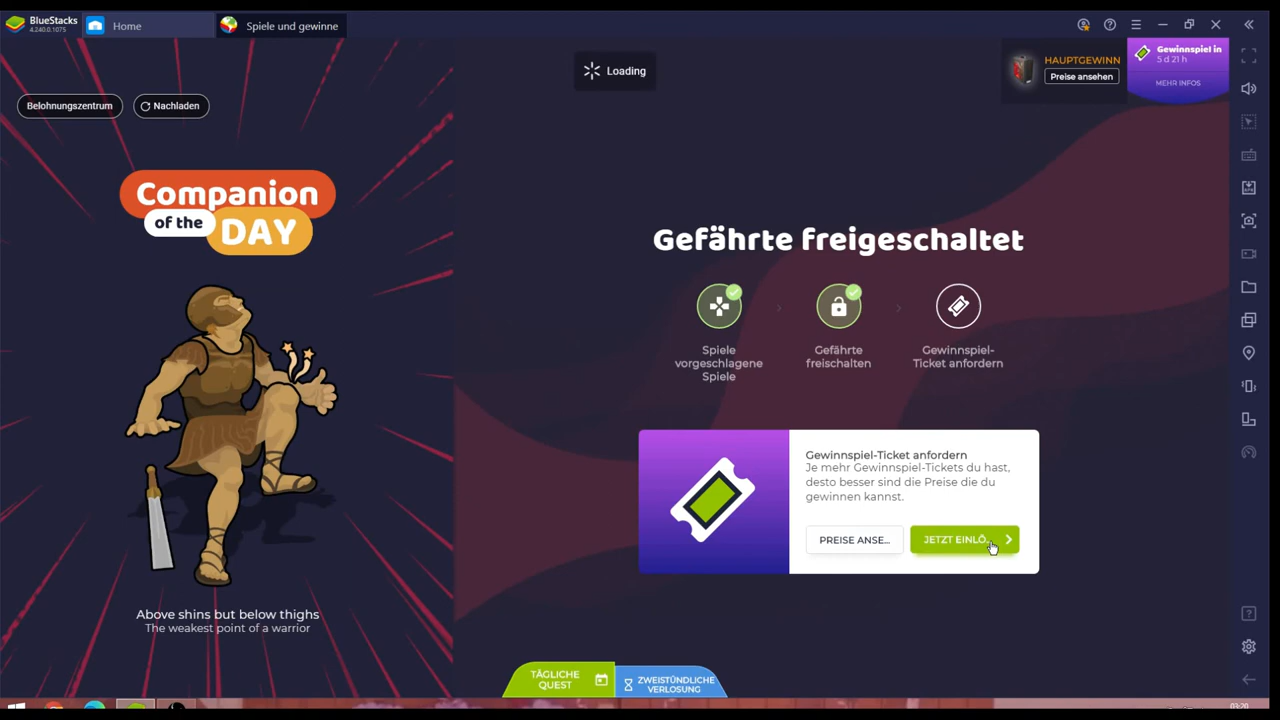 BlueStacks
4.240.0.1075
Home
Spiele und gewinne
Loading
HAUPTGEWINN
Preise ansehen
Gewinnspiel in
5 d 21 h
MEHR INFOS
Belohnungszentrum
Nachladen
Companion
of the
DAY
Above shins but below thighs
The weakest point of a warrior
Gefährte freigeschaltet
Spiele
vorgeschlagene
Spiele
Gefährte
freischalten
Gewinnspiel-
Ticket anfordern
Gewinnspiel-Ticket anfordern
Je mehr Gewinnspiel-Tickets du hast,
desto besser sind die Preise die du
gewinnen kannst.
PREISE ANSE...
JETZT EINLÖ...
TÄGLICHE
QUEST
ZWEISTÜNDLICHE
VERLOSUNG
03:20